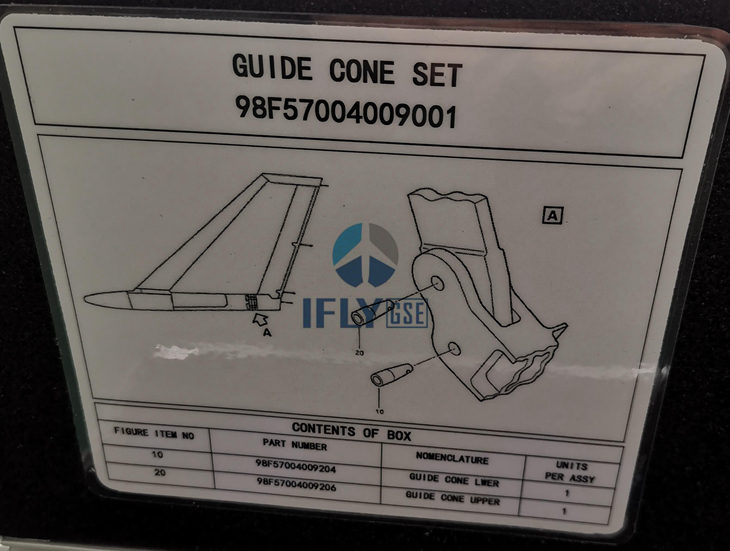 GUIDE CONE SET
98F57004009001
A
IFLY GSE
A
20
10
CONTENTS OF BOX
FIGURE ITEM NO PART NUMBER NOMENCLATURE UNITS PER ASSY
10 98F57004009204 GUIDE CONE LWER 1
20 98F57004009206 GUIDE CONE UPPER 1